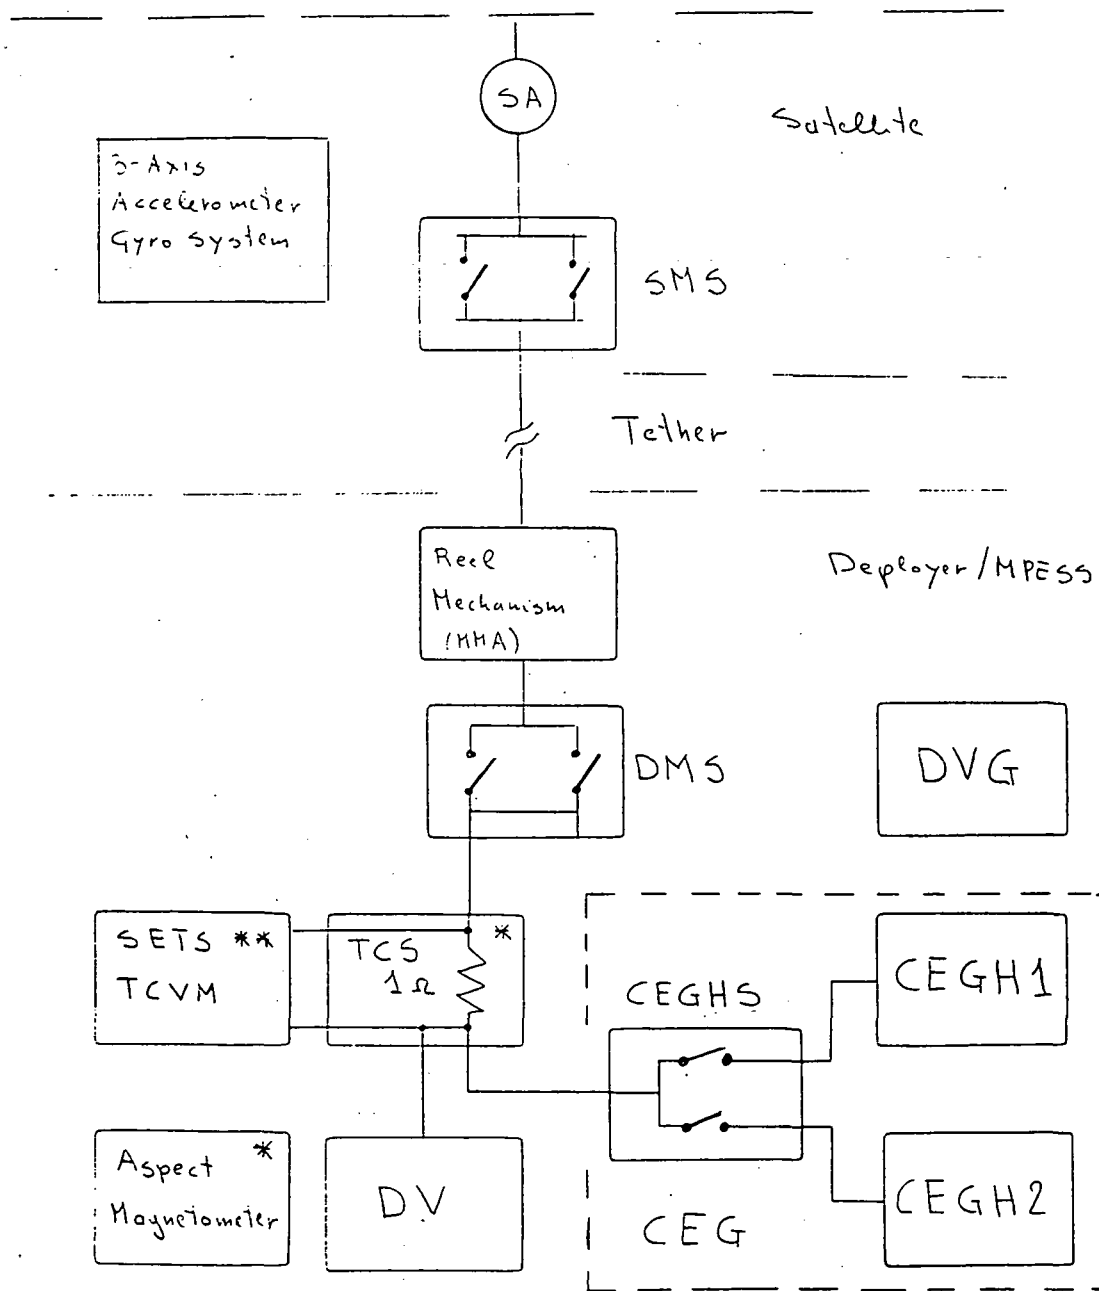 SA
Satellite
3-Axis
Accelerometer
Gyro System
SMS
Tether
Reel
Mechanism
(MMA)
Deployer/MPESS
DMS
DVG
SETS **
TCVM
TCS *
1Ω
CEGHS
CEGH1
Aspect *
Magnetometer
DV
CEG
CEGH2